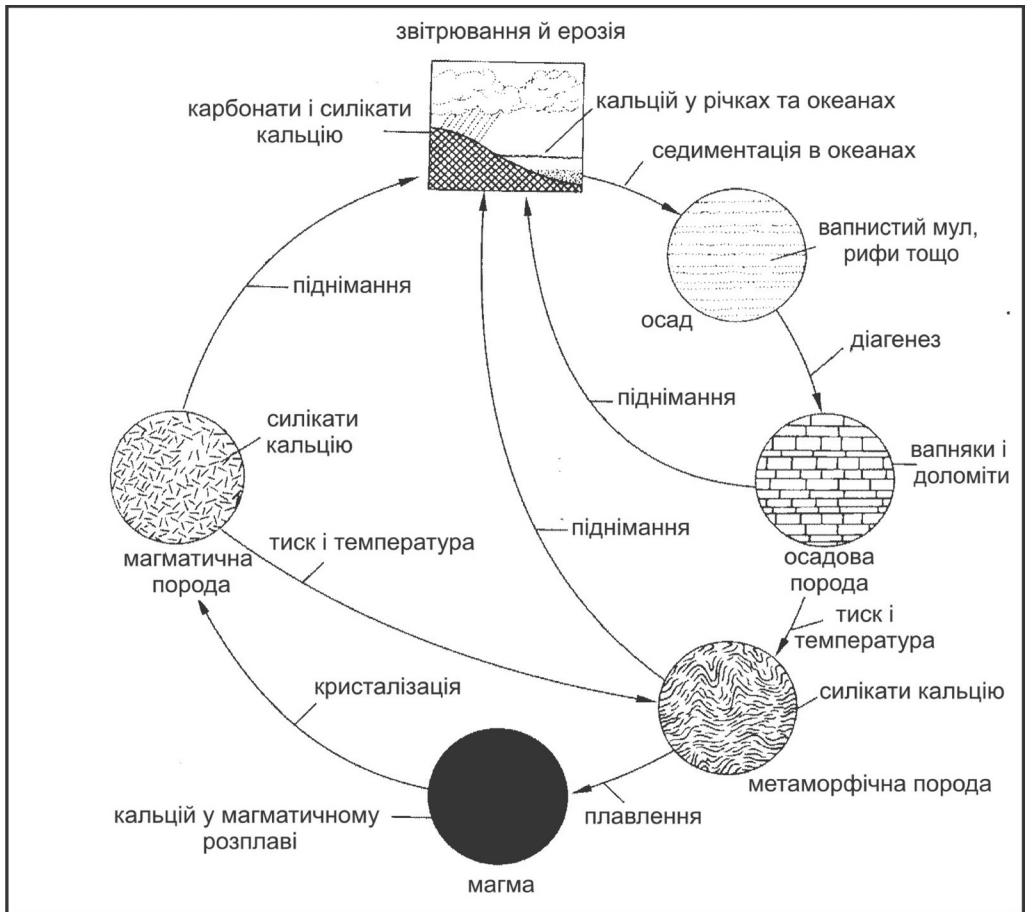 звітрювання й ерозія
карбонати і силікати
кальцію
кальцій у річках та океанах
седиментація в океанах
вапнистий мул,
рифи тощо
осад
діагенез
піднімання
піднімання
силікати
кальцію
вапняки і
доломіти
піднімання
магматична
порода
тиск і температура
осадова
порода
тиск і
температура
кристалізація
силікати кальцію
метаморфічна порода
плавлення
кальцій у магматичному
розплаві
магма